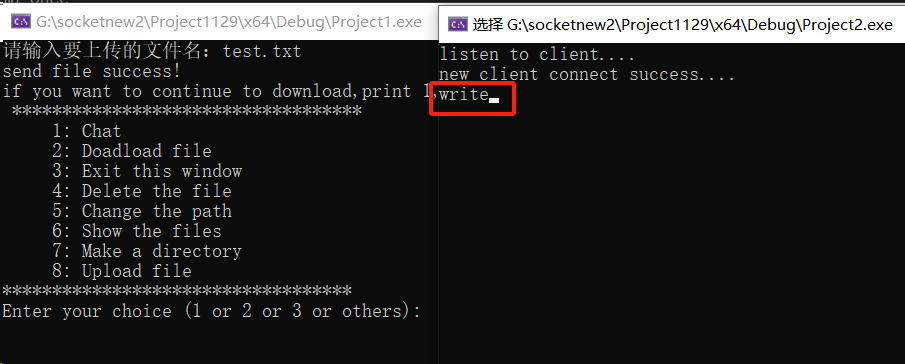 G:\socketnew2\Project1129\x64\Debug\Project1.exe
请输入要上传的文件名：test.txt
send file success!
if you want to continue to download,print 1,
***********************************
1: Chat
2: Doadload file
3: Exit this window
4: Delete the file
5: Change the path
6: Show the files
7: Make a directory
8: Upload file
***********************************
Enter your choice (1 or 2 or 3 or others):
选择 G:\socketnew2\Project1129\x64\Debug\Project2.exe
listen to client....
new client connect success....
write